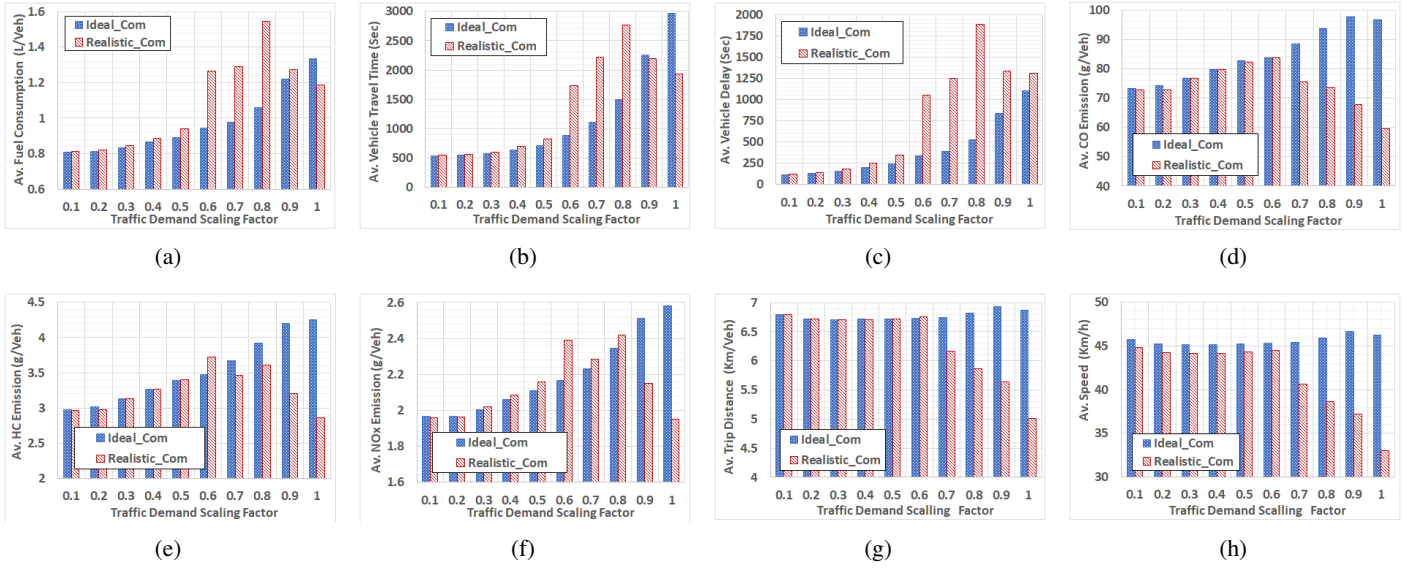 Av. Fuel Consumption (L/Veh)
1.6
1.4
1.2
1
0.8
0.6
Ideal_Com
Realistic_Com
0.1 0.2 0.3 0.4 0.5 0.6 0.7 0.8 0.9 1
Traffic Demand Scaling Factor
(a)
Av. Vehicle Travel Time (Sec)
3000
2500
2000
1500
1000
500
0
Ideal_Com
Realistic_Com
0.1 0.2 0.3 0.4 0.5 0.6 0.7 0.8 0.9 1
Traffic Demand Scaling Factor
(b)
Av. Vehicle Delay (Sec)
2000
1750
1500
1250
1000
750
500
250
0
Ideal_Com
Realistic_Com
0.1 0.2 0.3 0.4 0.5 0.6 0.7 0.8 0.9 1
Traffic Demand Scaling Factor
(c)
Av. CO Emission (g/Veh)
100
90
80
70
60
50
40
Ideal_Com
Realistic_Com
0.1 0.2 0.3 0.4 0.5 0.6 0.7 0.8 0.9 1
Traffic Demand Scaling Factor
(d)
Av. HC Emission (g/Veh)
4.5
4
3.5
3
2.5
2
Ideal_Com
Realistic_Com
0.1 0.2 0.3 0.4 0.5 0.6 0.7 0.8 0.9 1
Traffic Demand Scaling Factor
(e)
Av. NOx Emission (g/Veh)
2.6
2.4
2.2
2
1.8
1.6
Ideal_Com
Realistic_Com
0.1 0.2 0.3 0.4 0.5 0.6 0.7 0.8 0.9 1
Traffic Demand Scaling Factor
(f)
Av. Trip Distance (Km/Veh)
7
6.5
6
5.5
5
4.5
4
Ideal_Com
Realistic_Com
0.1 0.2 0.3 0.4 0.5 0.6 0.7 0.8 0.9 1
Traffic Demand Scalling Factor
(g)
Av. Speed (Km/h)
50
45
40
35
30
Ideal_Com
Realistic_Com
0.1 0.2 0.3 0.4 0.5 0.6 0.7 0.8 0.9 1
Traffic Demand Scalling Factor
(h)